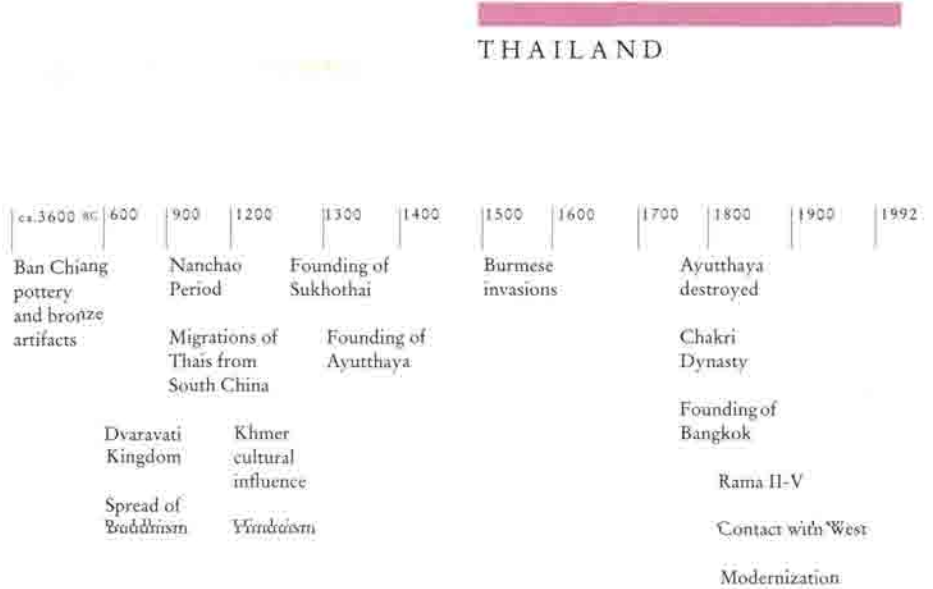 THAILAND
ca.3600 BC 600 900 1200 1300 1400 1500 1600 1700 1800 1900 1992
Ban Chiang
pottery
and bronze
artifacts
Nanchao
Period
Founding of
Sukhothai
Burmese
invasions
Ayutthaya
destroyed
Migrations of
Thais from
South China
Founding of
Ayutthaya
Chakri
Dynasty
Founding of
Bangkok
Dvaravati
Kingdom
Khmer
cultural
influence
Rama II-V
Spread of
Buddhism
Hinduism
Contact with West
Modernization